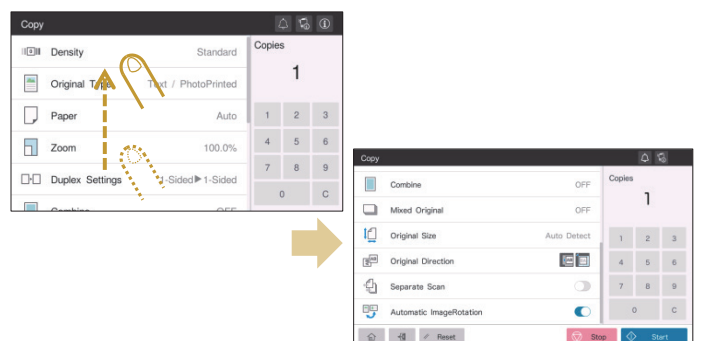 Copy
Density Standard
Original Type Text / PhotoPrinted
Paper Auto
Zoom 100.0%
Duplex Settings 1-Sided▶1-Sided
Combine OFF
Copies
1
1 2 3
4 5 6
7 8 9
0 C
Copy
Combine OFF
Mixed Original OFF
Original Size Auto Detect
Original Direction
Separate Scan
Automatic ImageRotation
Copies
1
1 2 3
4 5 6
7 8 9
0 C
Reset Stop Start